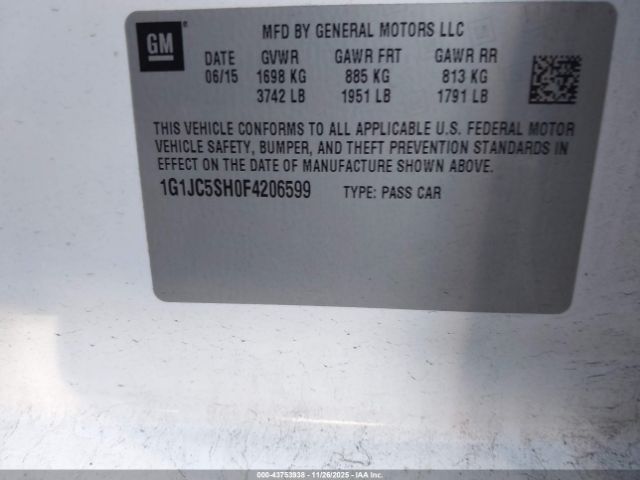 GM
MFD BY GENERAL MOTORS LLC
DATE GVWR GAWR FRT GAWR RR
06/15 1698 KG 885 KG 813 KG
3742 LB 1951 LB 1791 LB
THIS VEHICLE CONFORMS TO ALL APPLICABLE U.S. FEDERAL MOTOR
VEHICLE SAFETY, BUMPER, AND THEFT PREVENTION STANDARDS IN
EFFECT ON THE DATE OF MANUFACTURE SHOWN ABOVE.
1G1JC5SH0F4206599 TYPE: PASS CAR
000-43753938 - 11/26/2025 - IAA Inc.